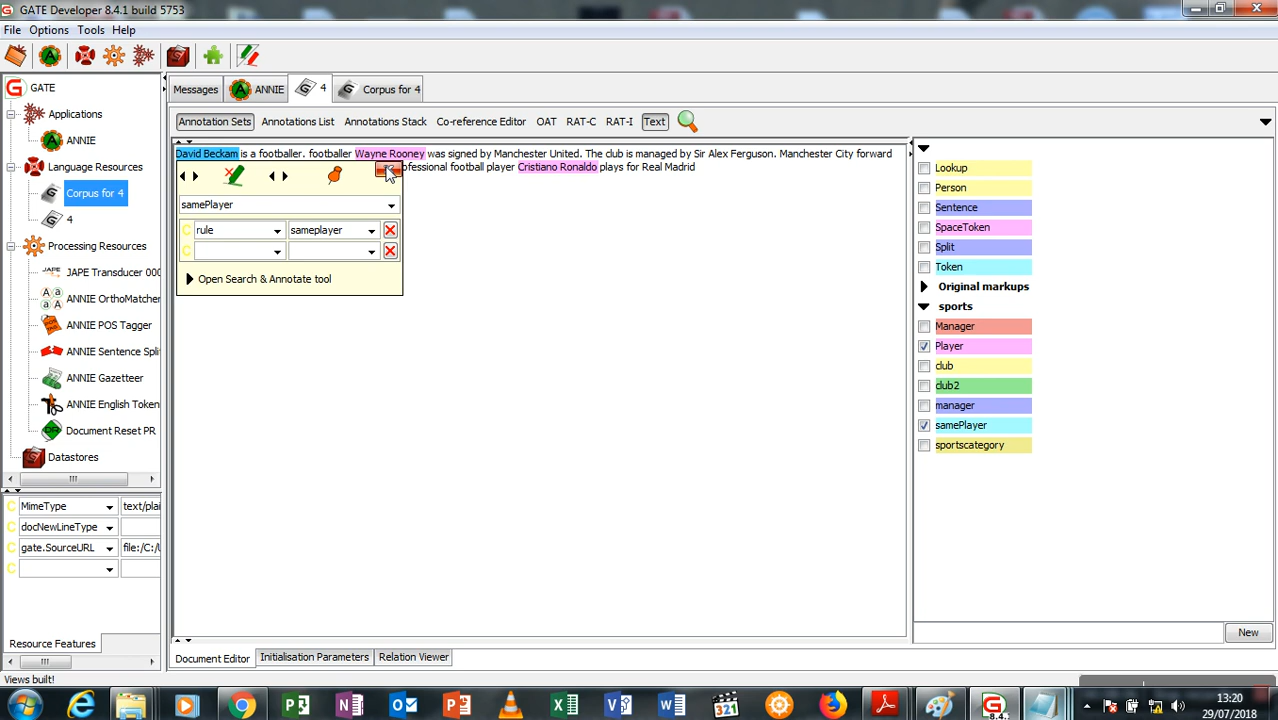 GATE Developer 8.4.1 build 5753
File Options Tools Help
GATE
Applications
ANNIE
Language Resources
Corpus for 4
4
Processing Resources
JAPE Transducer 000
ANNIE OrthoMatcher
ANNIE POS Tagger
ANNIE Sentence Spli
ANNIE Gazetteer
ANNIE English Token
Document Reset PR
Datastores
MimeType text/plai
docNewLineType
gate.SourceURL file:/C:/
Resource Features
Views built!
Messages ANNIE 4 Corpus for 4
Annotation Sets Annotations List Annotations Stack Co-reference Editor OAT RAT-C RAT-I Text
David Beckam is a footballer. footballer Wayne Rooney was signed by Manchester United. The club is managed by Sir Alex Ferguson. Manchester City forward
ofessional football player Cristiano Ronaldo plays for Real Madrid
samePlayer
C rule sameplayer
C
Open Search & Annotate tool
Lookup
Person
Sentence
SpaceToken
Split
Token
Original markups
sports
Manager
Player
club
club2
manager
samePlayer
sportscategory
New
Document Editor Initialisation Parameters Relation Viewer
13:20
29/07/2018